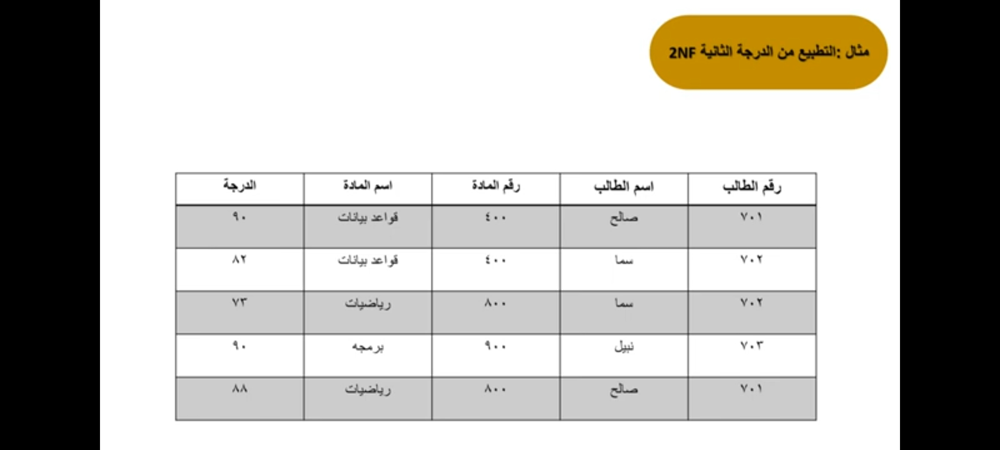 مثال :التطبيع من الدرجة الثانية 2NF
رقم الطالب اسم الطالب رقم المادة اسم المادة الدرجة
٧٠١ صالح ٤٠٠ قواعد بيانات ٩٠
٧٠٢ سما ٤٠٠ قواعد بيانات ٨٢
٧٠٢ سما ٨٠٠ رياضيات ٧٣
٧٠٣ نبيل ٩٠٠ برمجه ٩٠
٧٠١ صالح ٨٠٠ رياضيات ٨٨